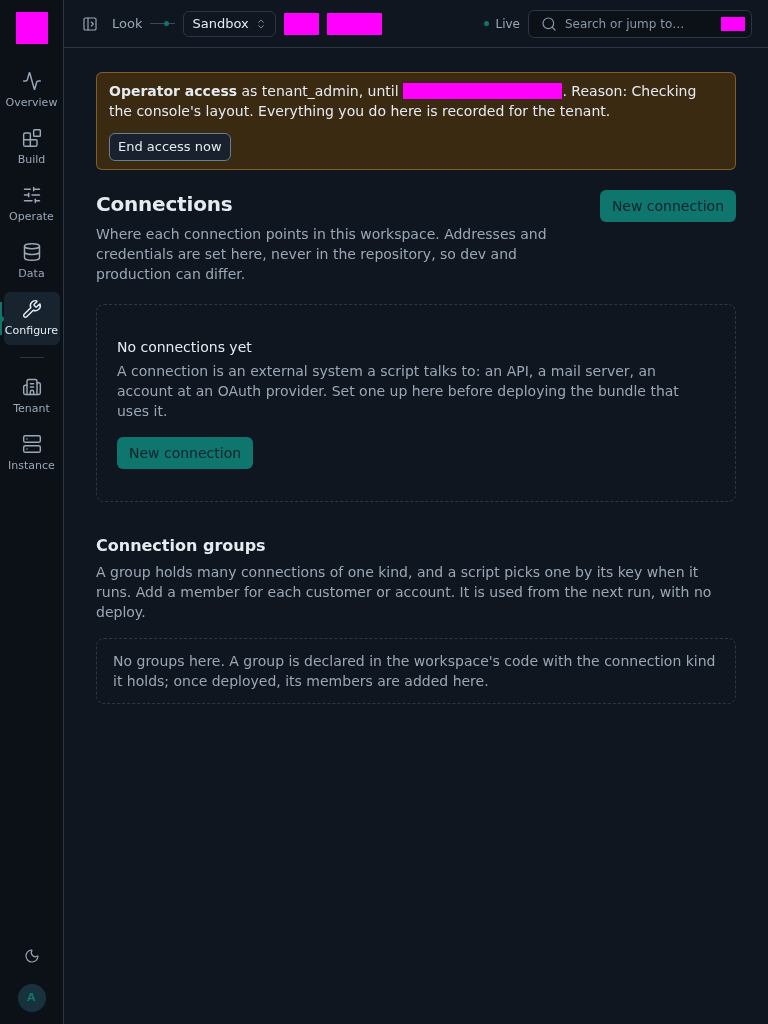 Look
Sandbox
Live
Search or jump to…
Overview
Build
Operate
Data
Configure
Tenant
Instance
A
Operator access as tenant_admin, until . Reason: Checking
the console's layout. Everything you do here is recorded for the tenant.
End access now
Connections
New connection
Where each connection points in this workspace. Addresses and
credentials are set here, never in the repository, so dev and
production can differ.
No connections yet
A connection is an external system a script talks to: an API, a mail server, an
account at an OAuth provider. Set one up here before deploying the bundle that
uses it.
New connection
Connection groups
A group holds many connections of one kind, and a script picks one by its key when it
runs. Add a member for each customer or account. It is used from the next run, with no
deploy.
No groups here. A group is declared in the workspace's code with the connection kind
it holds; once deployed, its members are added here.